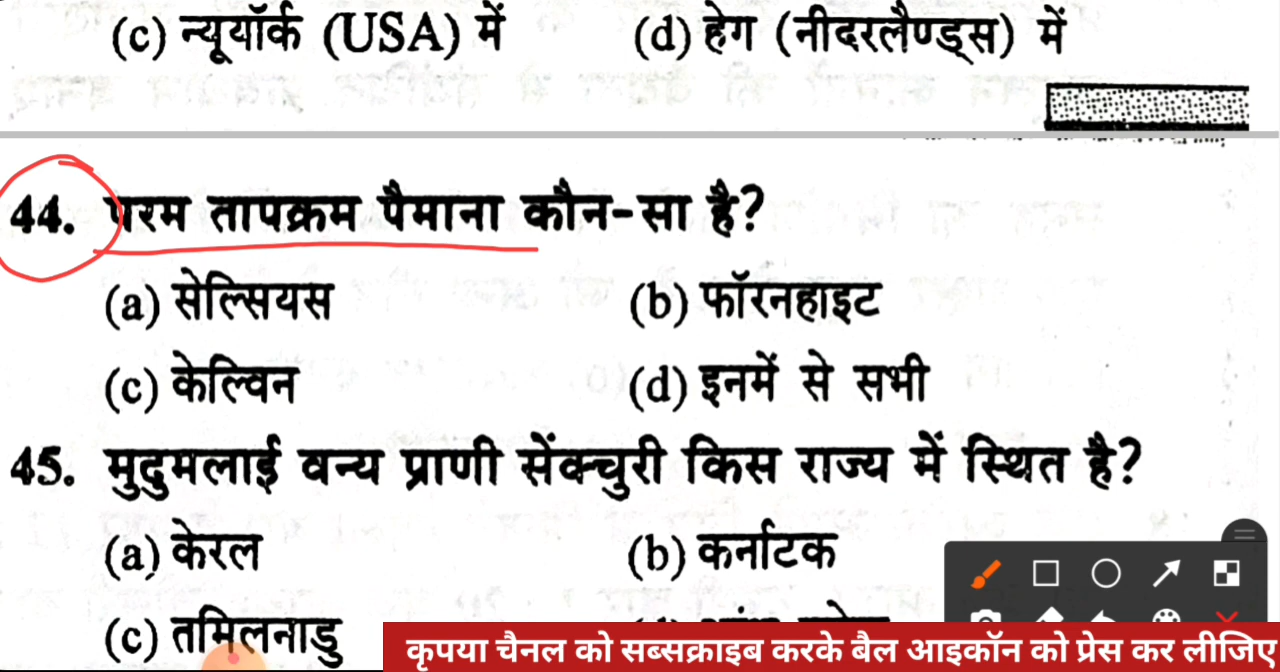 (c) न्यूयॉर्क (USA) में (d) हेग (नीदरलैण्ड्स) में
44. परम तापक्रम पैमाना कौन-सा है?
(a) सेल्सियस (b) फॉरनहाइट
(c) केल्विन (d) इनमें से सभी
45. मुदुमलाई वन्य प्राणी सेंक्चुरी किस राज्य में स्थित है?
(a) केरल (b) कर्नाटक
(c) तमिलनाडु
कृपया चैनल को सब्सक्राइब करके बैल आइकॉन को प्रेस कर लीजिए